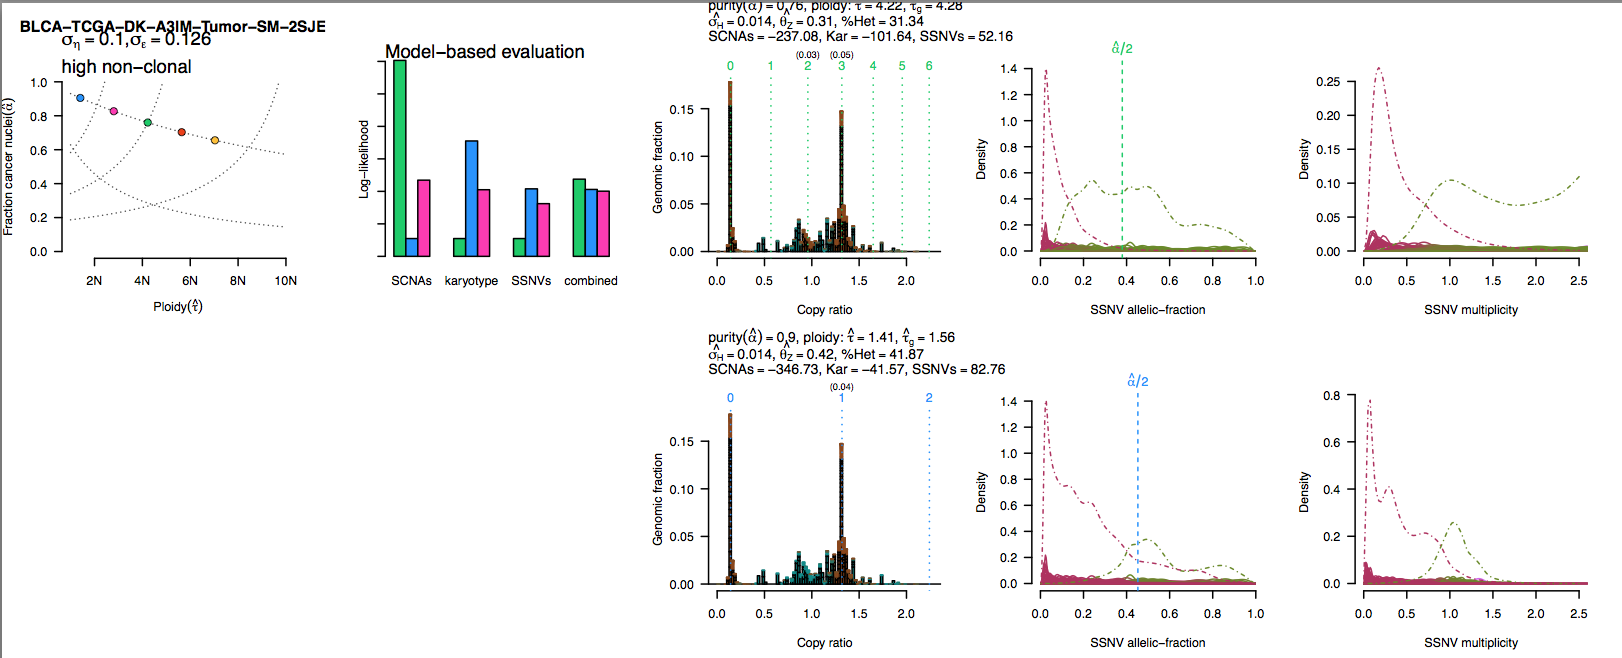 BLCA−TCGA−DK−A3IM−Tumor−SM−2SJE
ση = 0.1,σε = 0.126
high non−clonal
1.0
0.8
0.6
0.4
0.2
0.0
Fraction cancer nuclei(α̂)
2N 4N 6N 8N 10N
Ploidy(τ̂)
Model−based evaluation
Log−likelihood
SCNAs karyotype SSNVs combined
purity(α̂) = 0.76, ploidy: τ̂ = 4.22, τ̂g = 4.28
σ̂H = 0.014, θ̂Z = 0.31, %Het = 31.34
SCNAs = −237.08, Kar = −101.64, SSNVs = 52.16
(0.03) (0.05)
0 1 2 3 4 5 6
0.15
0.10
0.05
0.00
Genomic fraction
0.0 0.5 1.0 1.5 2.0
Copy ratio
α̂/2
1.4
1.2
1.0
0.8
0.6
0.4
0.2
0.0
Density
0.0 0.2 0.4 0.6 0.8 1.0
SSNV allelic−fraction
0.25
0.20
0.15
0.10
0.05
0.00
Density
0.0 0.5 1.0 1.5 2.0 2.5
SSNV multiplicity
purity(α̂) = 0.9, ploidy: τ̂ = 1.41, τ̂g = 1.56
σ̂H = 0.014, θ̂Z = 0.42, %Het = 41.87
SCNAs = −346.73, Kar = −41.57, SSNVs = 82.76
(0.04)
0 1 2
0.15
0.10
0.05
0.00
Genomic fraction
0.0 0.5 1.0 1.5 2.0
Copy ratio
α̂/2
1.4
1.2
1.0
0.8
0.6
0.4
0.2
0.0
Density
0.0 0.2 0.4 0.6 0.8 1.0
SSNV allelic−fraction
0.8
0.6
0.4
0.2
0.0
Density
0.0 0.5 1.0 1.5 2.0 2.5
SSNV multiplicity